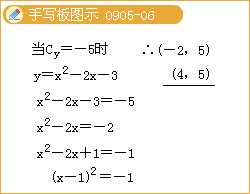 手写板图示 0905-06
当Cy=-5时 ∴(-2, 5)
y=x²-2x-3 (4, 5)
x²-2x-3=-5
x²-2x=-2
x²-2x+1=-1
(x-1)²=-1